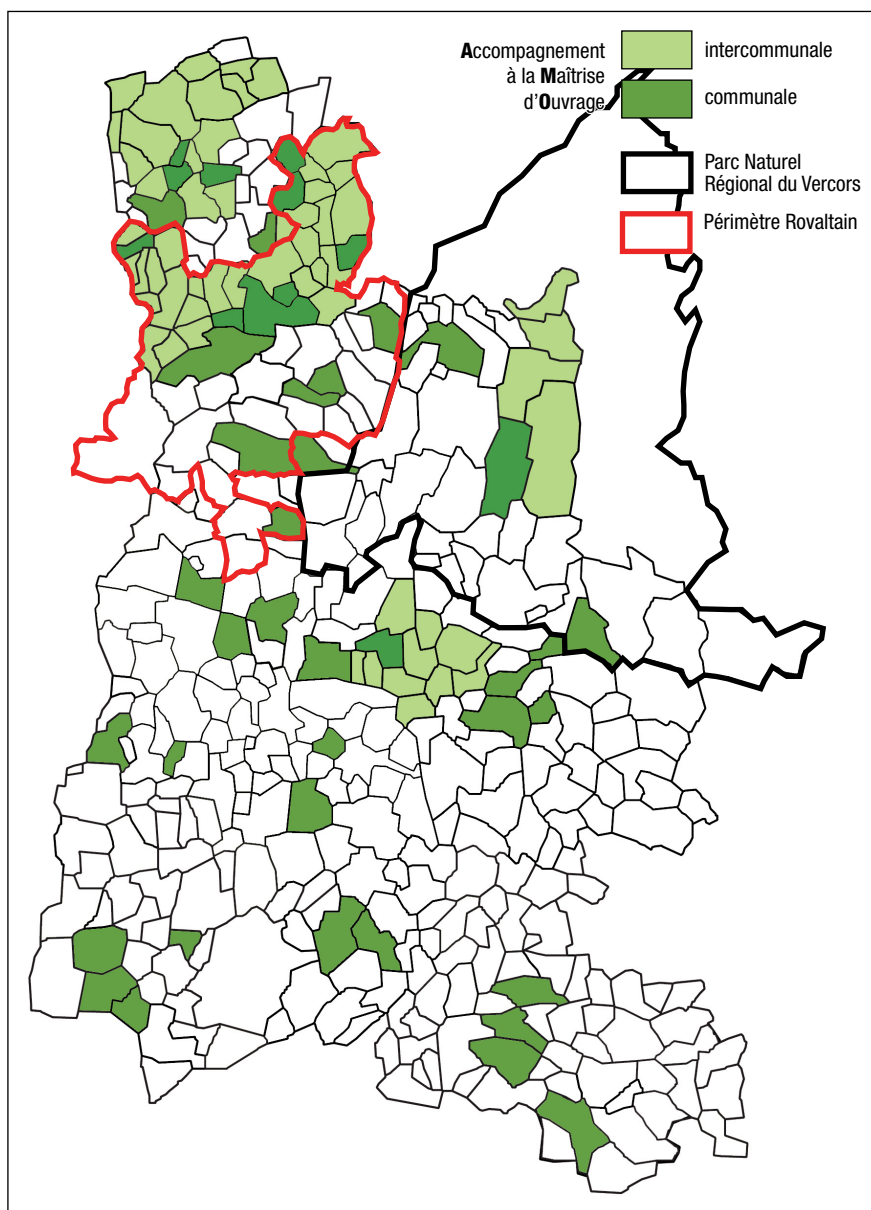 Accompagnement
à la Maîtrise
d'Ouvrage
intercommunale
communale
Parc Naturel
Régional du Vercors
Périmètre Rovaltain